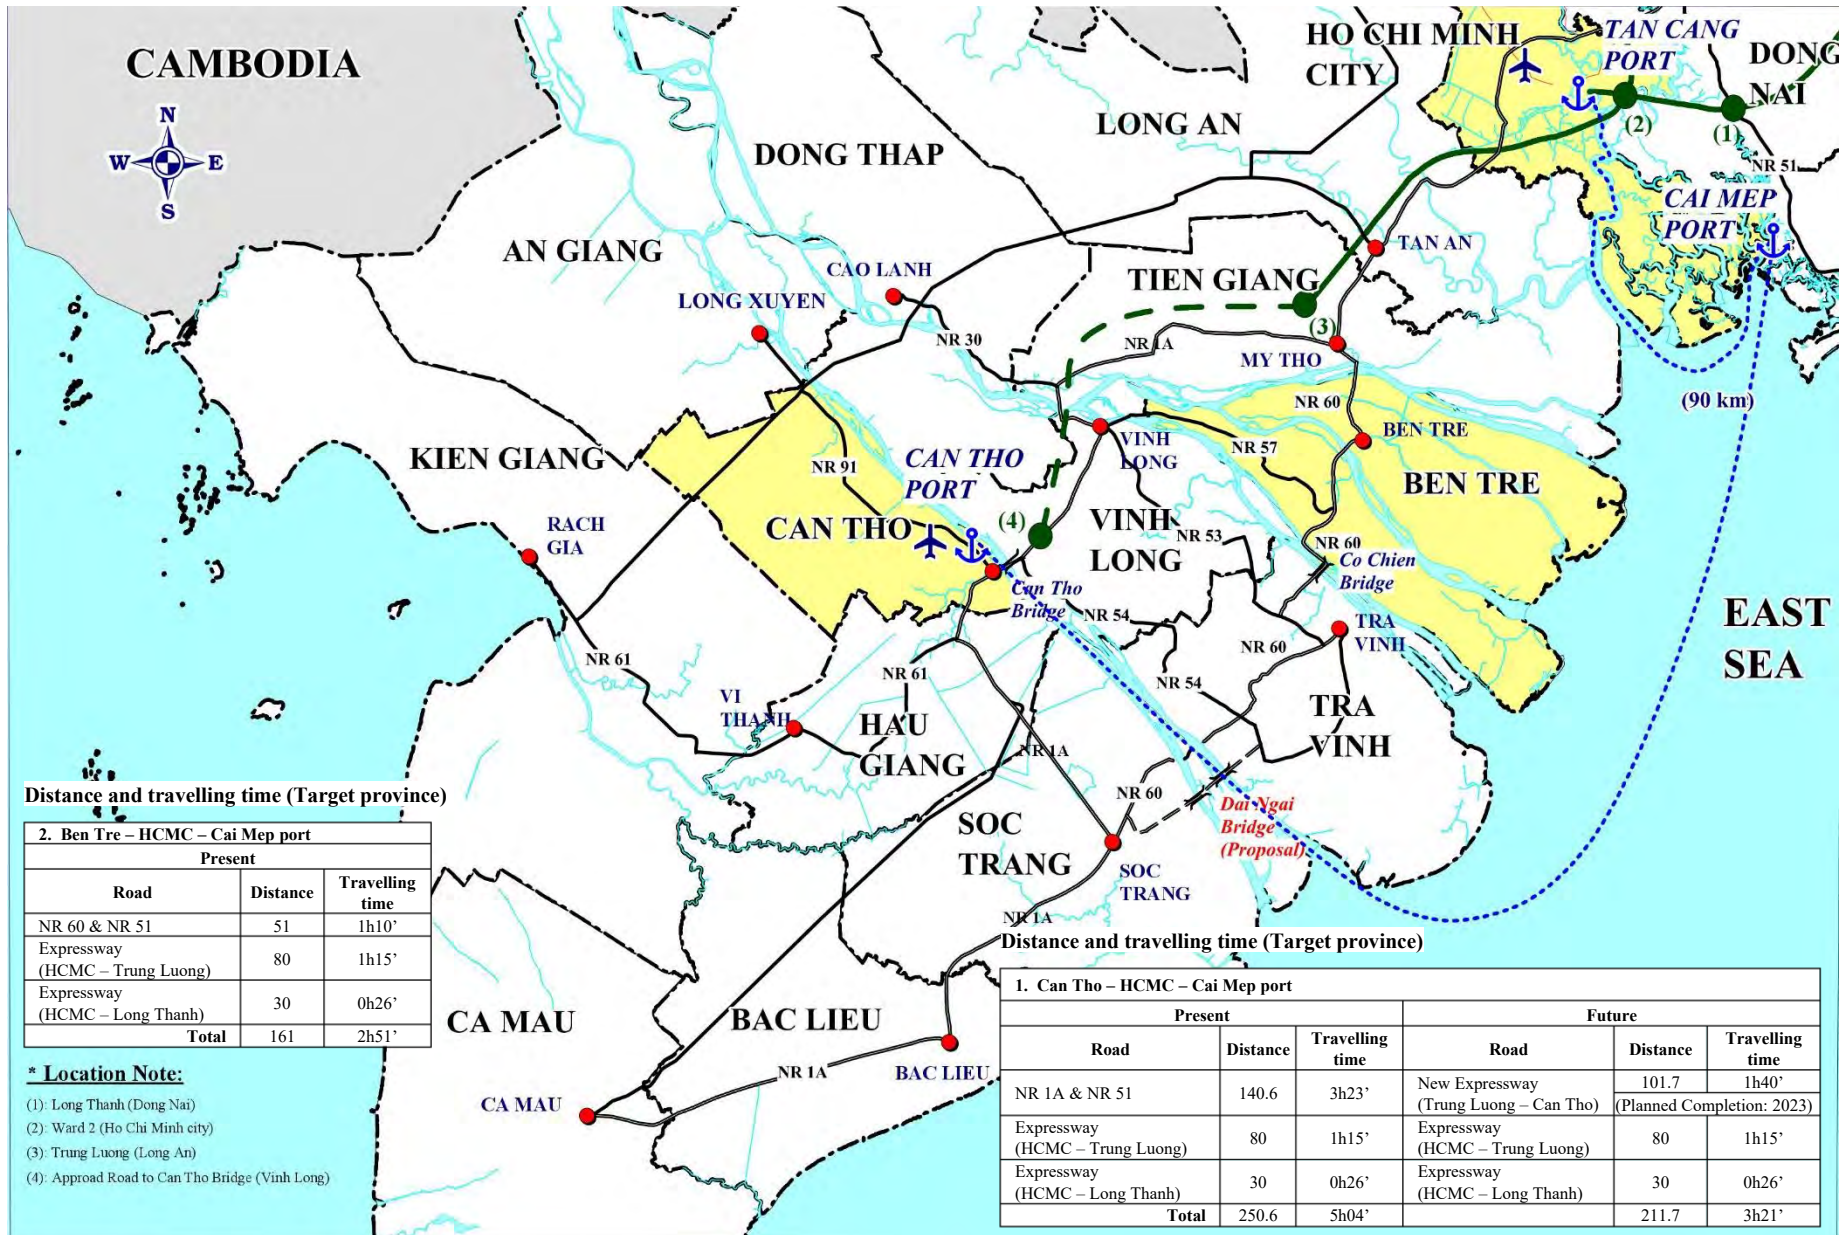 CAMBODIA
HO CHI MINH
CITY
TAN CANG
PORT
DONG
NAI
N
W
E
S
LONG AN
DONG THAP
(2)
(1)
NR 51
CAI MEP
PORT
AN GIANG
CAO LANH
LONG XUYEN
TAN AN
TIEN GIANG
(3)
NR 30
NR 1A
MY THO
(90 km)
NR 60
BEN TRE
VINH
LONG
NR 57
BEN TRE
KIEN GIANG
NR 91
CAN THO
PORT
CAN THO
(4)
VINH
LONG
NR 53
NR 60
Co Chien
Bridge
RACH
GIA
Can Tho
Bridge
NR 54
NR 60
TRA
VINH
EAST
SEA
NR 61
NR 61
NR 54
VI
THANH
HAU
GIANG
NR 1A
TRA
VINH
NR 60
Dai Ngai
Bridge
(Proposal)
SOC
TRANG
SOC
TRANG
NR 1A
CA MAU
BAC LIEU
NR 1A
BAC LIEU
CA MAU
Distance and travelling time (Target province)
2. Ben Tre – HCMC – Cai Mep port
Present
Road Distance Travelling
time
NR 60 & NR 51 51 1h10’
Expressway
(HCMC – Trung Luong) 80 1h15’
Expressway
(HCMC – Long Thanh) 30 0h26’
Total 161 2h51’
* Location Note:
(1): Long Thanh (Dong Nai)
(2): Ward 2 (Ho Chi Minh city)
(3): Trung Luong (Long An)
(4): Approad Road to Can Tho Bridge (Vinh Long)
Distance and travelling time (Target province)
1. Can Tho – HCMC – Cai Mep port
Present Future
Road Distance Travelling
time Road Distance Travelling
time
NR 1A & NR 51 140.6 3h23’ New Expressway
(Trung Luong – Can Tho) 101.7 1h40’
(Planned Completion: 2023)
Expressway
(HCMC – Trung Luong) 80 1h15’ Expressway
(HCMC – Trung Luong) 80 1h15’
Expressway
(HCMC – Long Thanh) 30 0h26’ Expressway
(HCMC – Long Thanh) 30 0h26’
Total 250.6 5h04’ 211.7 3h21’